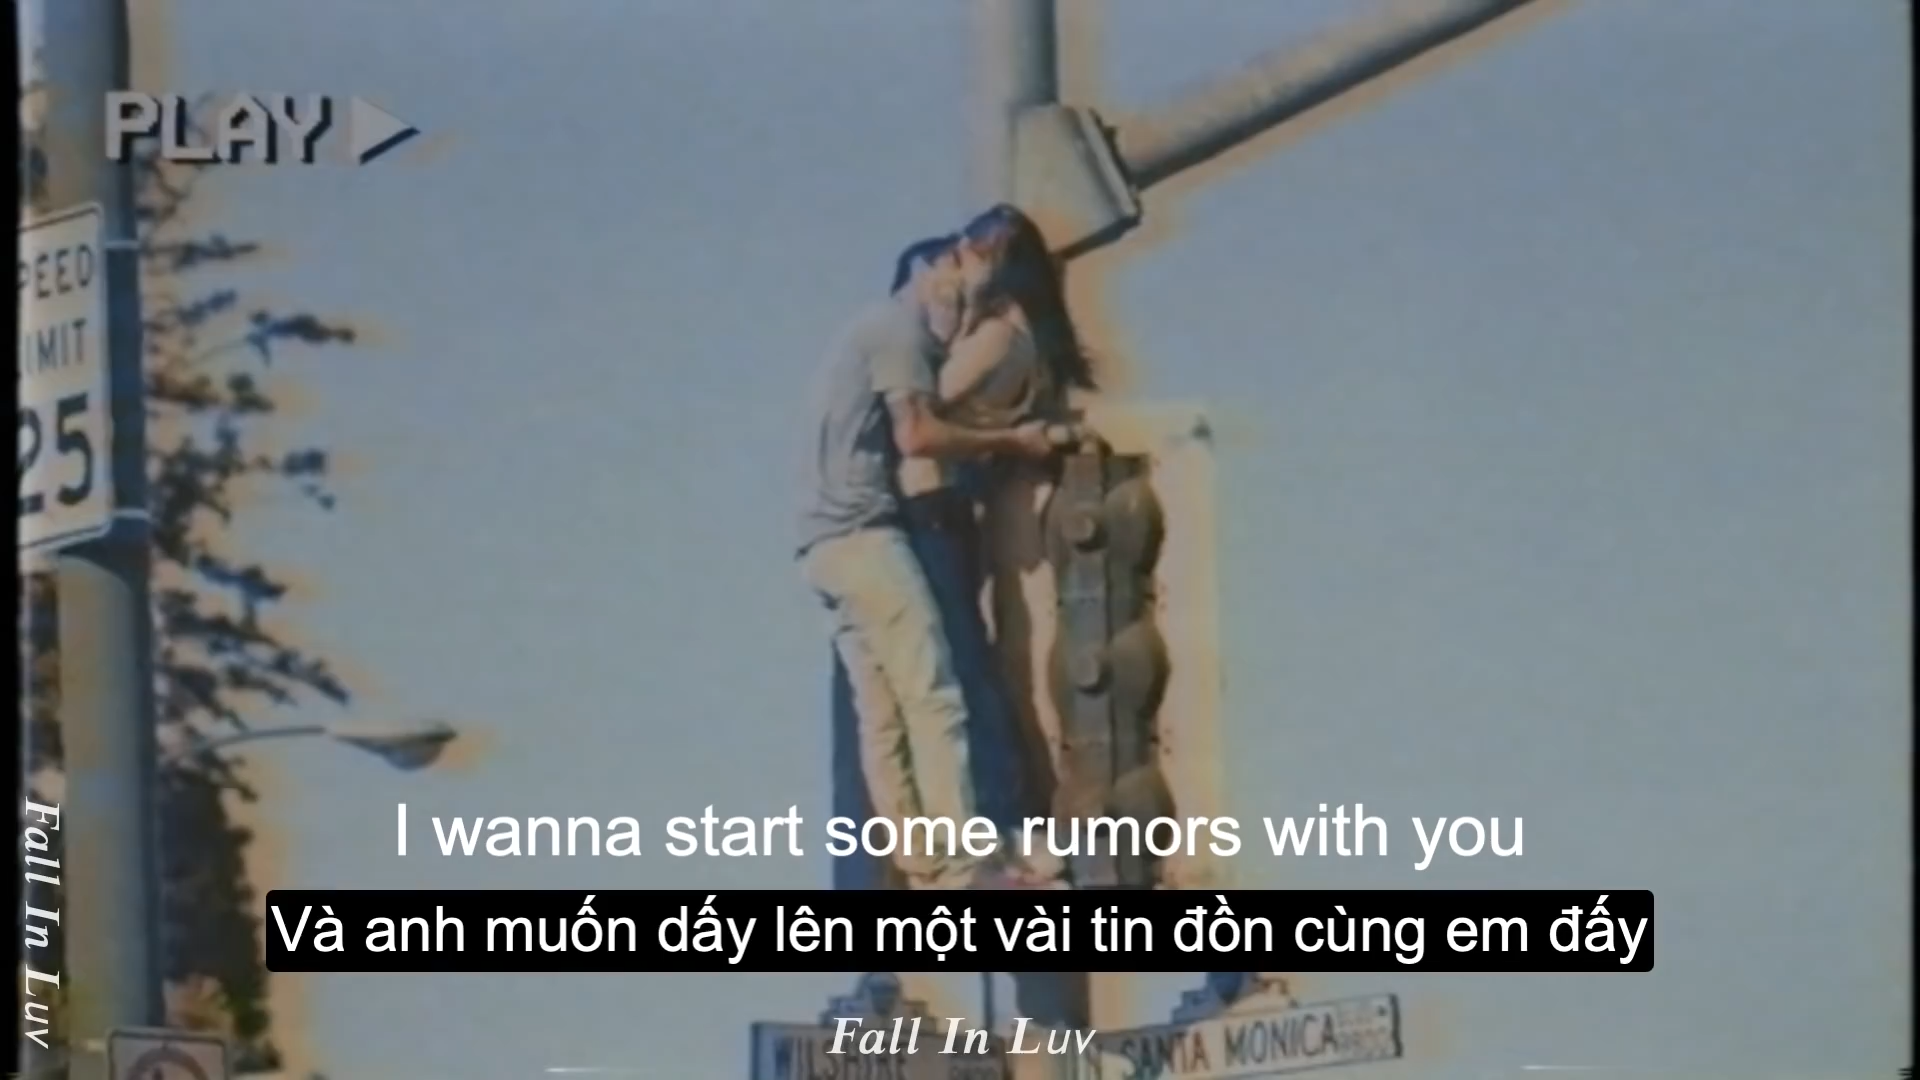 PLAY
PEED
IMIT
25
I wanna start some rumors with you
Và anh muốn dấy lên một vài tin đồn cùng em đấy
Fall In Luv
Fall In Luv
WILSHIRE
N SANTA MONICA
BLVD